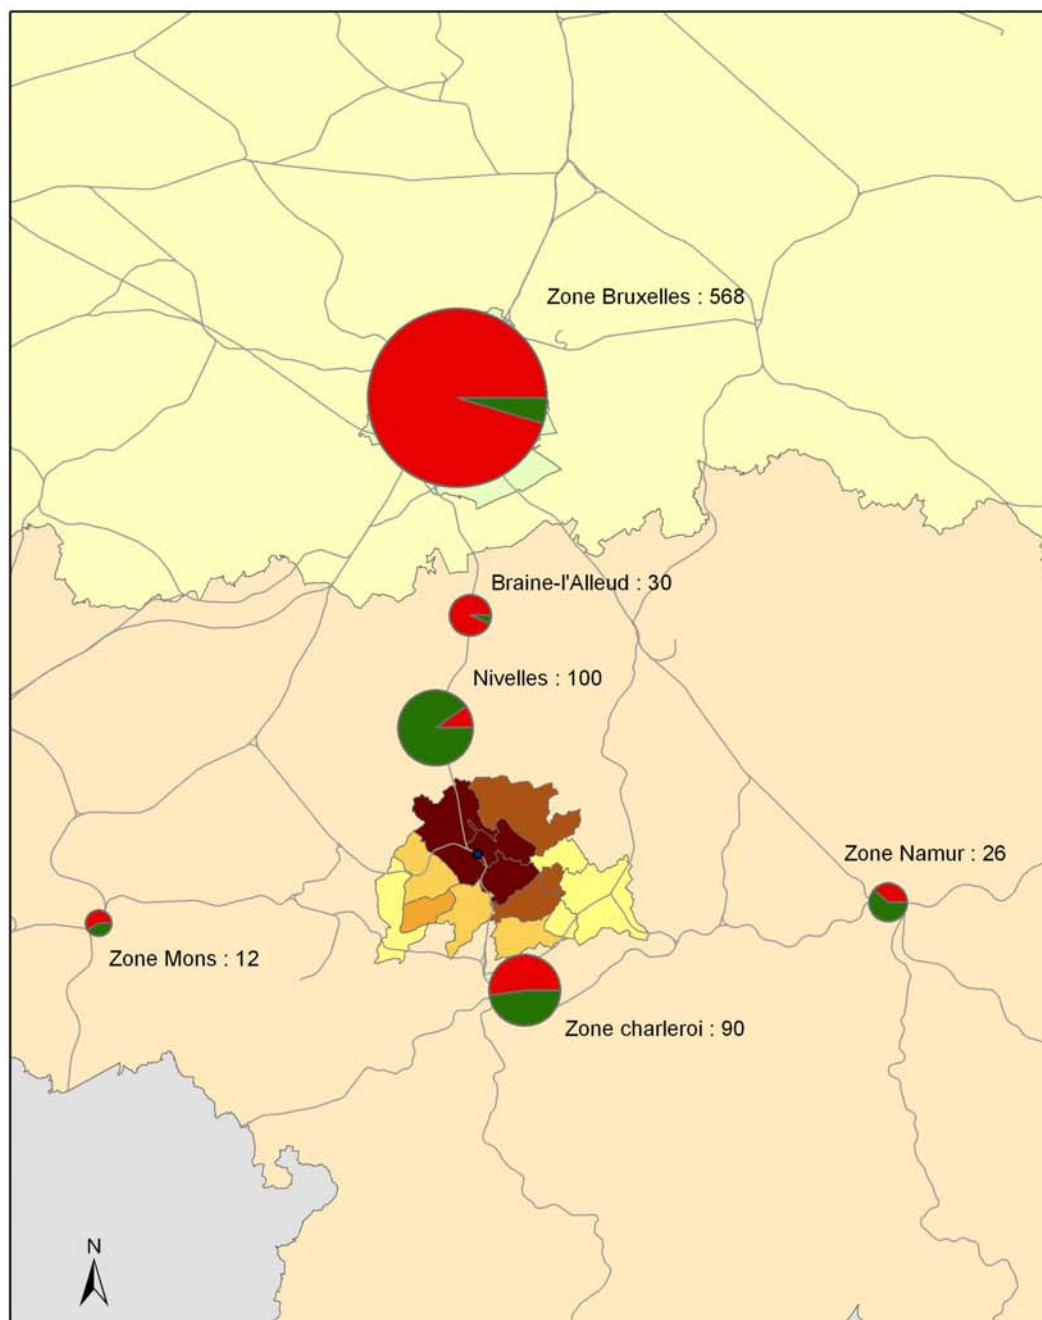 Zone Bruxelles : 568
Braine-l'Alleud : 30
Nivelles : 100
Zone Namur : 26
Zone Mons : 12
Zone charleroi : 90
N